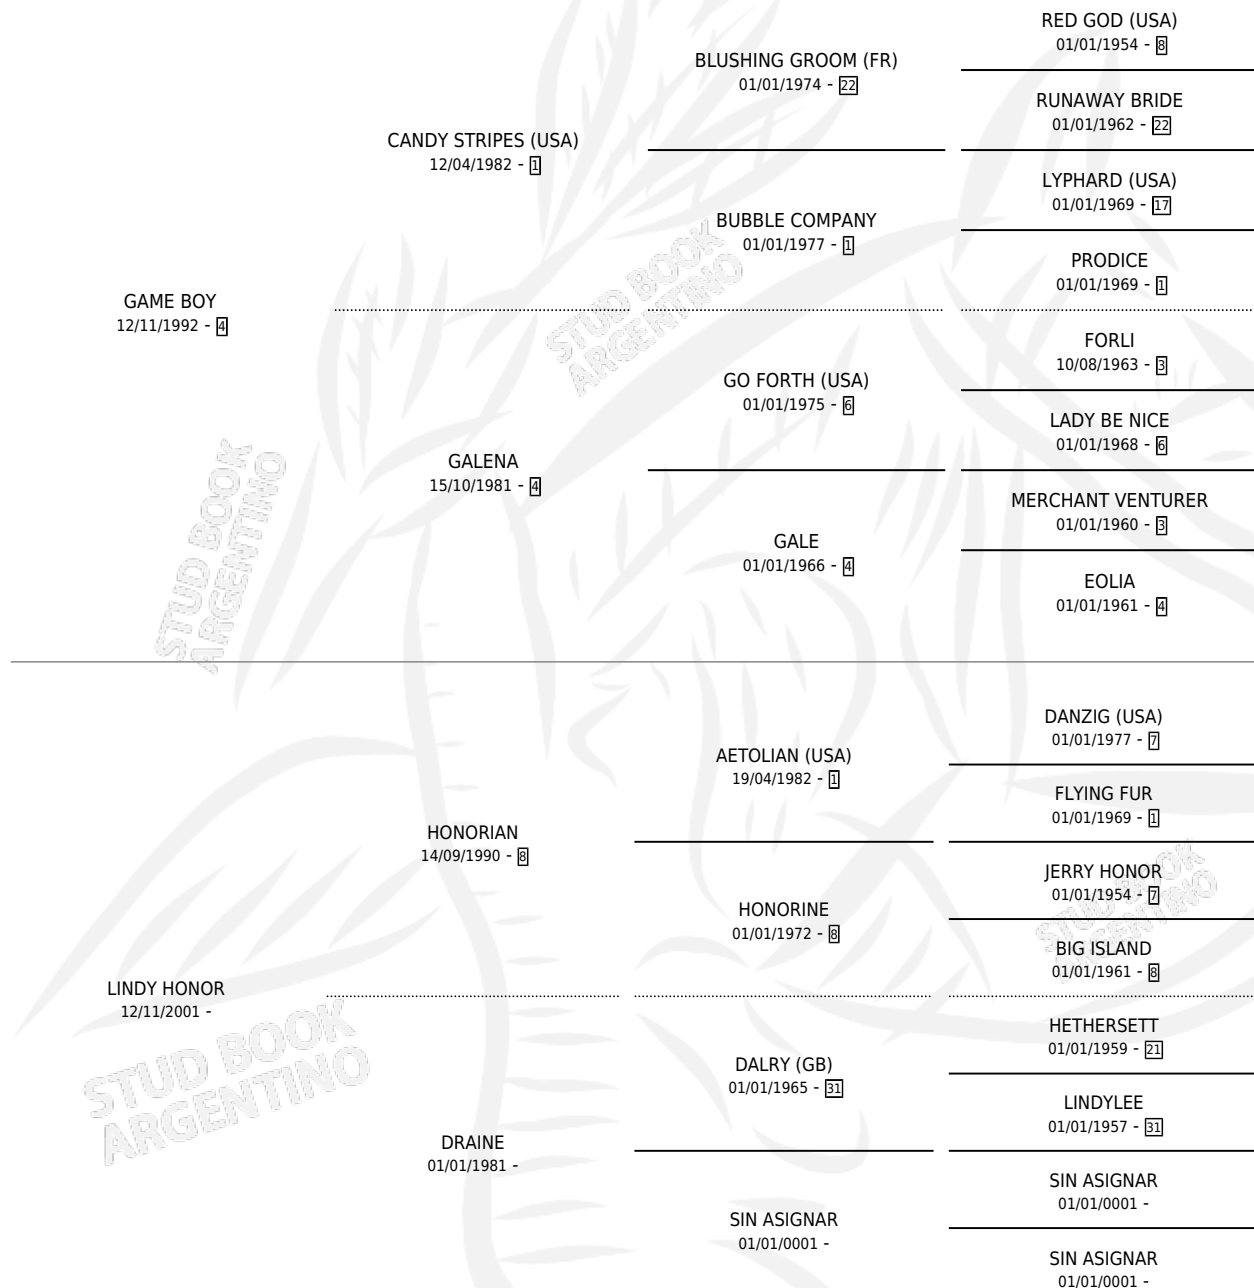 RED GOD (USA)
01/01/1954 - 8
BLUSHING GROOM (FR)
01/01/1974 - 22
RUNAWAY BRIDE
01/01/1962 - 22
CANDY STRIPES (USA)
12/04/1982 - 1
LYPHARD (USA)
01/01/1969 - 17
BUBBLE COMPANY
01/01/1977 - 1
PRODICE
01/01/1969 - 1
GAME BOY
12/11/1992 - 4
STUD BOOK
ARGENTINO
FORLI
10/08/1963 - 3
GO FORTH (USA)
01/01/1975 - 6
LADY BE NICE
01/01/1968 - 6
GALENA
15/10/1981 - 4
MERCHANT VENTURER
01/01/1960 - 3
GALE
01/01/1966 - 4
EOLIA
01/01/1961 - 4
STUD BOOK
ARGENTINO
DANZIG (USA)
01/01/1977 - 7
AETOLIAN (USA)
19/04/1982 - 1
FLYING FUR
01/01/1969 - 1
HONORIAN
14/09/1990 - 8
JERRY HONOR
01/01/1954 - 7
HONORINE
01/01/1972 - 8
STUD BOOK
ARGENTINO
BIG ISLAND
01/01/1961 - 8
LINDY HONOR
12/11/2001 -
STUD BOOK
ARGENTINO
HETHERSETT
01/01/1959 - 21
DALRY (GB)
01/01/1965 - 31
LINDYLEE
01/01/1957 - 31
DRAINE
01/01/1981 -
SIN ASIGNAR
01/01/0001 -
SIN ASIGNAR
01/01/0001 -
SIN ASIGNAR
01/01/0001 -